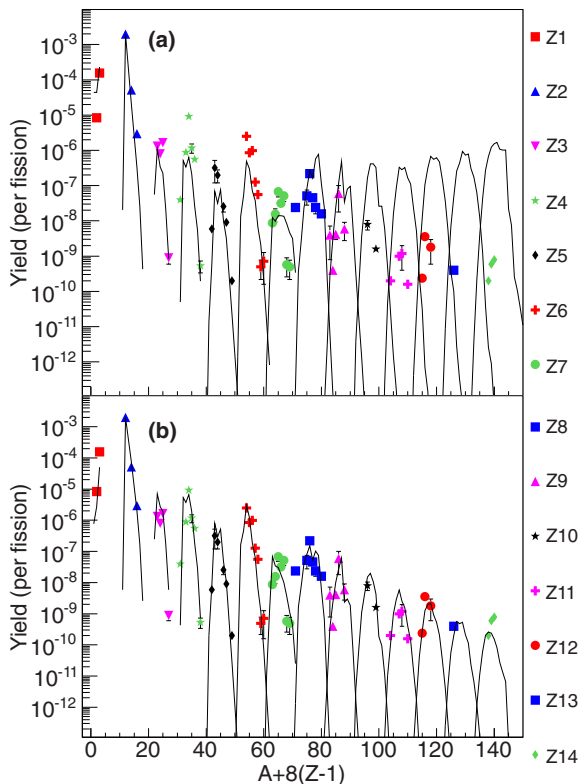 (a)
Yield (per fission)
10⁻³
10⁻⁴
10⁻⁵
10⁻⁶
10⁻⁷
10⁻⁸
10⁻⁹
10⁻¹⁰
10⁻¹¹
10⁻¹²
(b)
Yield (per fission)
10⁻³
10⁻⁴
10⁻⁵
10⁻⁶
10⁻⁷
10⁻⁸
10⁻⁹
10⁻¹⁰
10⁻¹¹
10⁻¹²
0 20 40 60 80 100 120 140
A+8(Z-1)
Z1
Z2
Z3
Z4
Z5
Z6
Z7
Z8
Z9
Z10
Z11
Z12
Z13
Z14